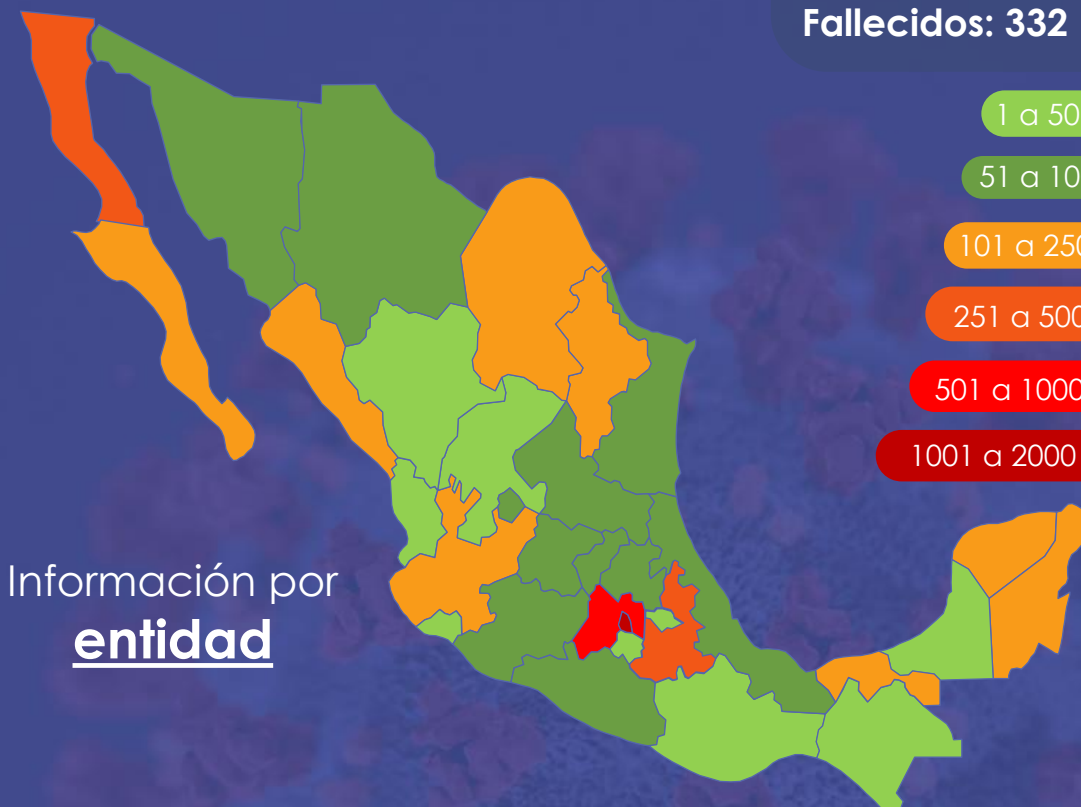 Fallecidos: 332
1 a 50
51 a 10
101 a 250
251 a 500
501 a 1000
1001 a 2000
Información por
entidad